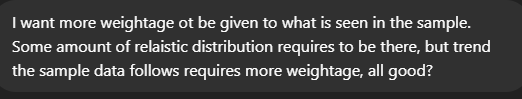 I want more weightage ot be given to what is seen in the sample.
Some amount of relaistic distribution requires to be there, but trend
the sample data follows requires more weightage, all good?